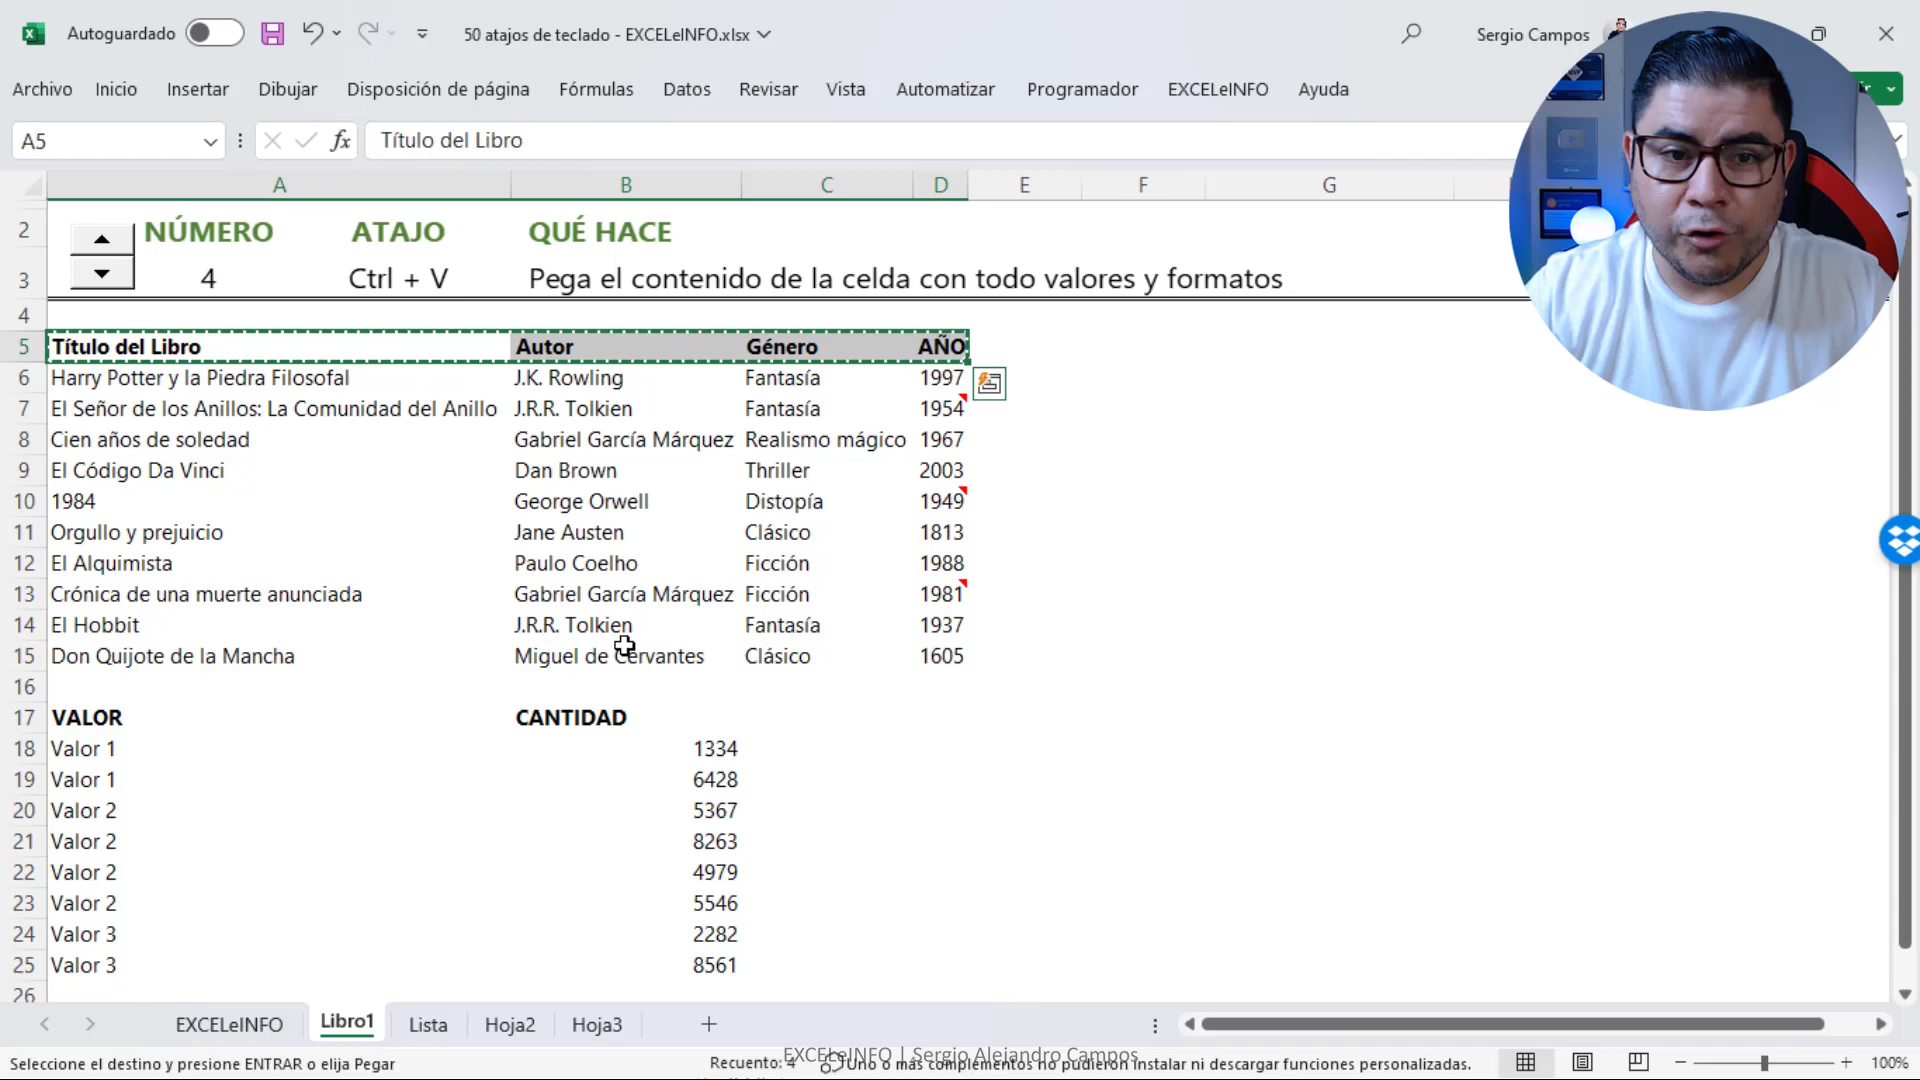 Autoguardado
50 atajos de teclado - EXCELeINFO.xlsx
Sergio Campos
Archivo Inicio Insertar Dibujar Disposición de página Fórmulas Datos Revisar Vista Automatizar Programador EXCELeINFO Ayuda
A5 fx Título del Libro
A B C D E F G
2 NÚMERO ATAJO QUÉ HACE
3 4 Ctrl + V Pega el contenido de la celda con todo valores y formatos
4
5 Título del Libro Autor Género AÑO
6 Harry Potter y la Piedra Filosofal J.K. Rowling Fantasía 1997
7 El Señor de los Anillos: La Comunidad del Anillo J.R.R. Tolkien Fantasía 1954
8 Cien años de soledad Gabriel García Márquez Realismo mágico 1967
9 El Código Da Vinci Dan Brown Thriller 2003
10 1984 George Orwell Distopía 1949
11 Orgullo y prejuicio Jane Austen Clásico 1813
12 El Alquimista Paulo Coelho Ficción 1988
13 Crónica de una muerte anunciada Gabriel García Márquez Ficción 1981
14 El Hobbit J.R.R. Tolkien Fantasía 1937
15 Don Quijote de la Mancha Miguel de Cervantes Clásico 1605
16
17 VALOR CANTIDAD
18 Valor 1 1334
19 Valor 1 6428
20 Valor 2 5367
21 Valor 2 8263
22 Valor 2 4979
23 Valor 2 5546
24 Valor 3 2282
25 Valor 3 8561
26
EXCELeINFO Libro1 Lista Hoja2 Hoja3
EXCELeINFO | Sergio Alejandro Campos
Seleccione el destino y presione ENTRAR o elija Pegar Recuento: 4 Uno o más complementos no pudieron instalar ni descargar funciones personalizadas. 100%